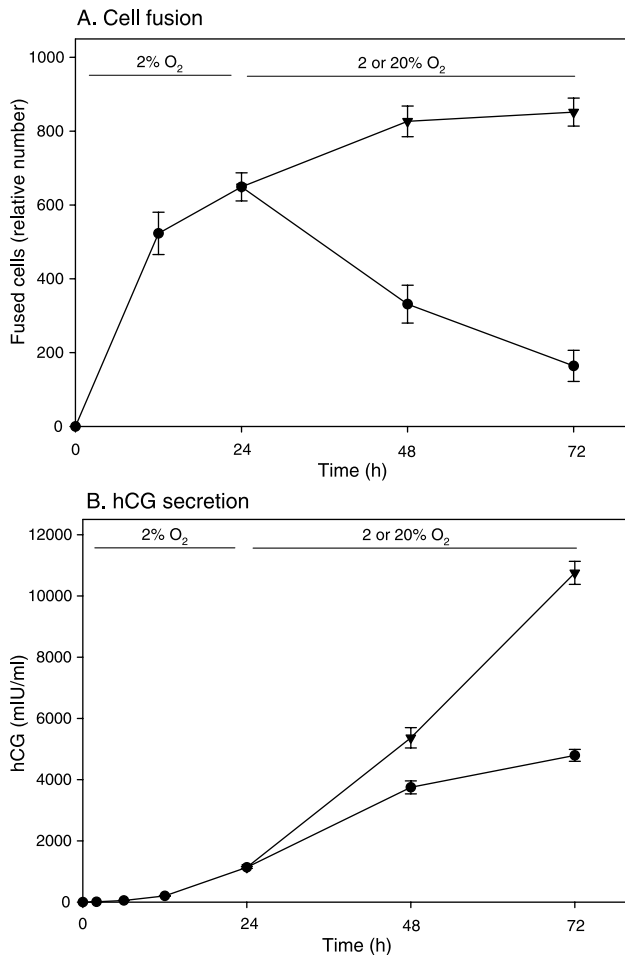 A. Cell fusion
2% O₂
2 or 20% O₂
1000
800
600
400
200
0
Fused cells (relative number)
0
24
48
72
Time (h)
B. hCG secretion
2% O₂
2 or 20% O₂
12000
10000
8000
6000
4000
2000
0
hCG (mIU/ml)
0
24
48
72
Time (h)